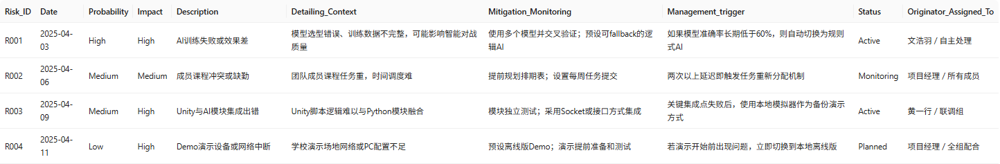 Risk_ID Date Probability Impact Description Detailing_Context Mitigation_Monitoring Management_trigger Status Originator_Assigned_To
R001 2025-04-03 High High AI训练失败或效果差 模型选型错误、训练数据不完整，可能影响智能对战质量 使用多个模型并交叉验证；预设可fallback的逻辑AI 如果模型准确率长期低于60%，则自动切换为规则式AI Active 文浩羽 / 自主处理
R002 2025-04-06 Medium Medium 成员课程冲突或缺勤 团队成员课程任务重，时间调度难 提前规划排期表；设置每周任务提交 两次以上延迟即触发任务重新分配机制 Monitoring 项目经理 / 所有成员
R003 2025-04-09 Medium High Unity与AI模块集成出错 Unity脚本逻辑难以与Python模块融合 模块独立测试；采用Socket或接口方式集成 关键集成点失败后，使用本地模拟器作为备份演示方式 Active 黄一行 / 联调组
R004 2025-04-11 Low High Demo演示设备或网络中断 学校演示场地网络或PC配置不足 预设离线版Demo；演示提前准备和测试 若演示开始前出现问题，立即切换到本地离线版 Planned 项目经理 / 全组配合